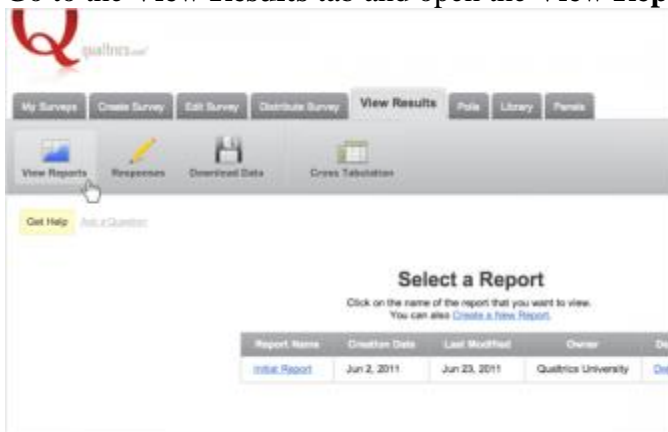 Go to the View Results tab and open the View Rep
Qualtrics.com
My Surveys Create Survey Edit Survey Distribute Survey View Results Polls Library Panels
View Reports Responses Download Data Cross Tabulation
Get Help Ask a Question
Select a Report
Click on the name of the report that you want to view.
You can also Create a New Report.
Report Name Creation Date Last Modified Owner De
Initial Report Jun 2, 2011 Jun 23, 2011 Qualtrics University Del